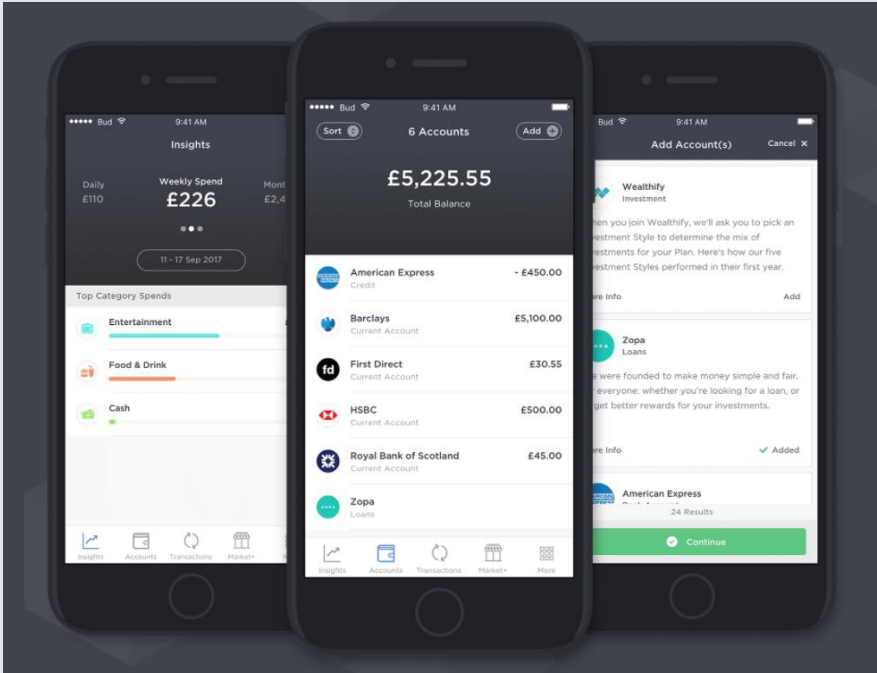 Bud
9:41 AM
Insights
Daily
£110
Weekly Spend
£226
11 - 17 Sep 2017
Top Category Spends
Entertainment
Food & Drink
Cash
Insights
Accounts
Transactions
Market+
Bud
9:41 AM
Sort
6 Accounts
Add
£5,225.55
Total Balance
American Express
- £450.00
Credit
Barclays
£5,100.00
Current Account
fd
First Direct
£30.55
Current Account
HSBC
£500.00
Current Account
Royal Bank of Scotland
£45.00
Current Account
Zopa
Loans
Insights
Accounts
Transactions
Market+
More
Bud
9:41 AM
Add Account(s)
Cancel
Wealthify
Investment
you join Wealthify, we'll ask you to pick an
Style to determine the mix of
for your Plan. Here's how our five
Styles performed in their first year.
Info
Add
Zopa
Loans
were founded to make money simple and fair,
everyone: whether you're looking for a loan, or
get better rewards for your investments.
Info
Added
American Express
24 Results
Continue